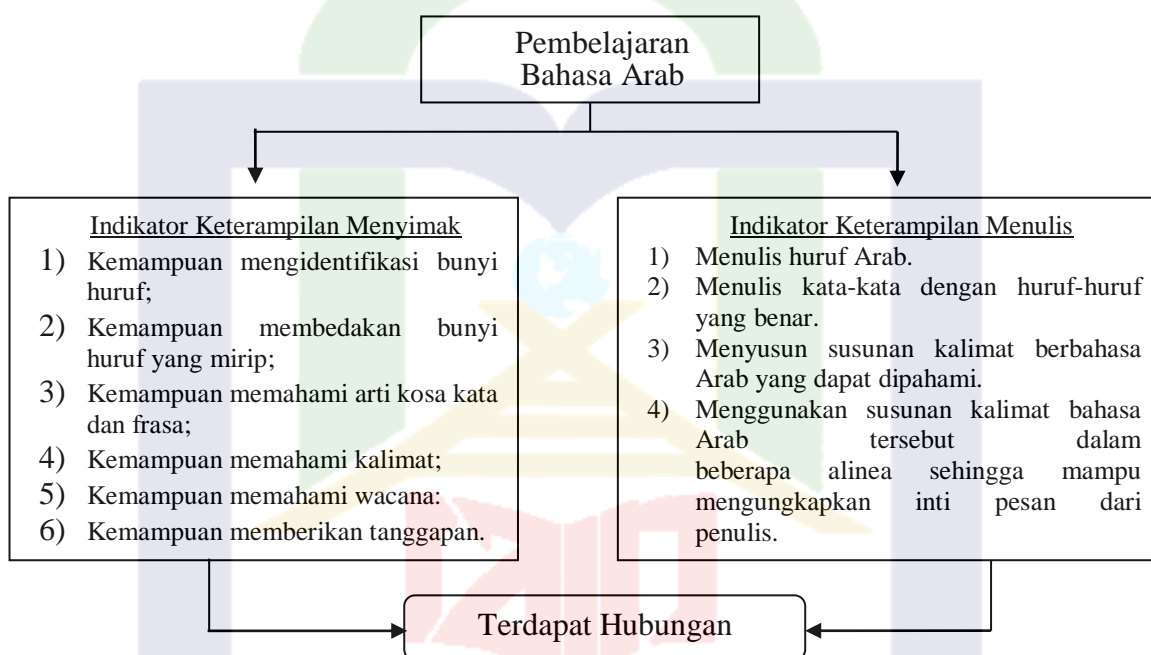 Pembelajaran
Bahasa Arab
Indikator Keterampilan Menyimak
1) Kemampuan mengidentifikasi bunyi
huruf;
2) Kemampuan membedakan bunyi
huruf yang mirip;
3) Kemampuan memahami arti kosa kata
dan frasa;
4) Kemampuan memahami kalimat;
5) Kemampuan memahami wacana:
6) Kemampuan memberikan tanggapan.
Indikator Keterampilan Menulis
1) Menulis huruf Arab.
2) Menulis kata-kata dengan huruf-huruf
yang benar.
3) Menyusun susunan kalimat berbahasa
Arab yang dapat dipahami.
4) Menggunakan susunan kalimat bahasa
Arab tersebut dalam
beberapa alinea sehingga mampu
mengungkapkan inti pesan dari
penulis.
Terdapat Hubungan